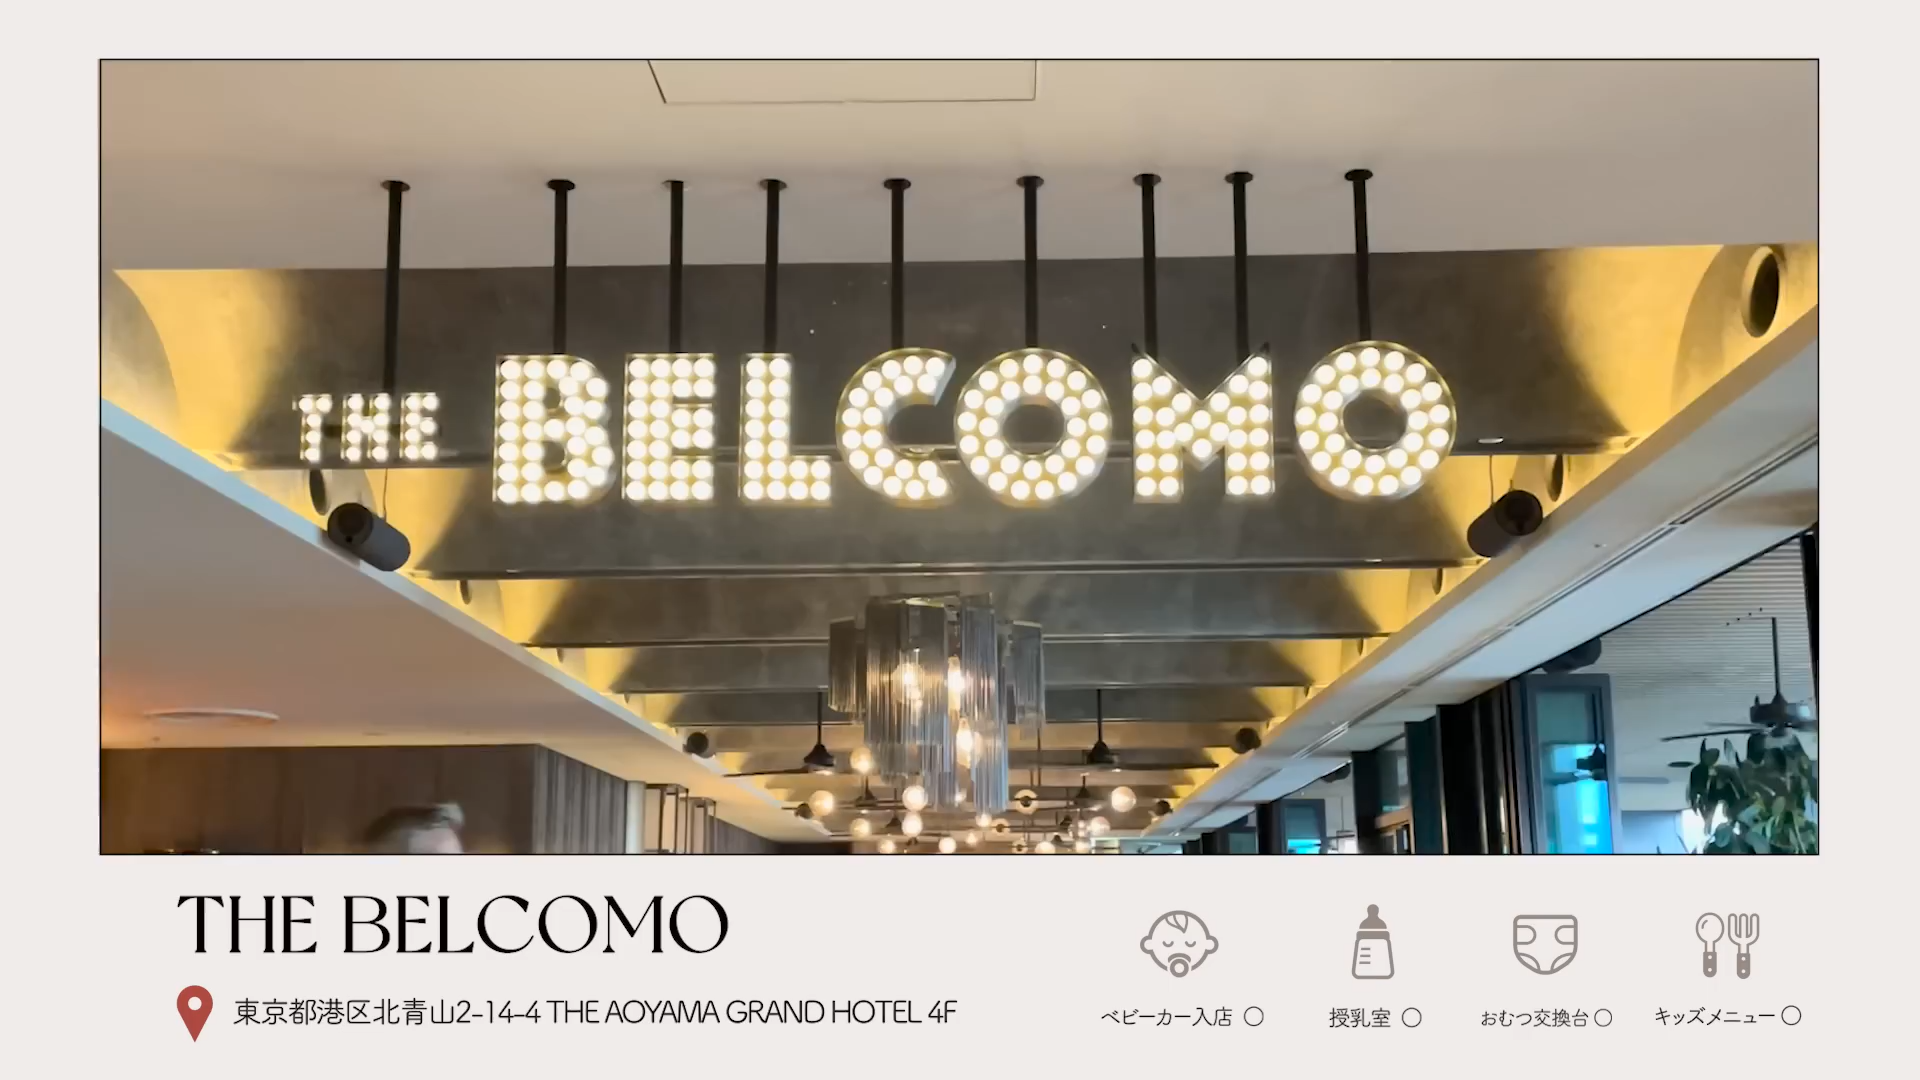 THE BELCOMO
THE BELCOMO
東京都港区北青山2-14-4 THE AOYAMA GRAND HOTEL 4F
ベビーカー入店 ○
授乳室 ○
おむつ交換台 ○
キッズメニュー ○